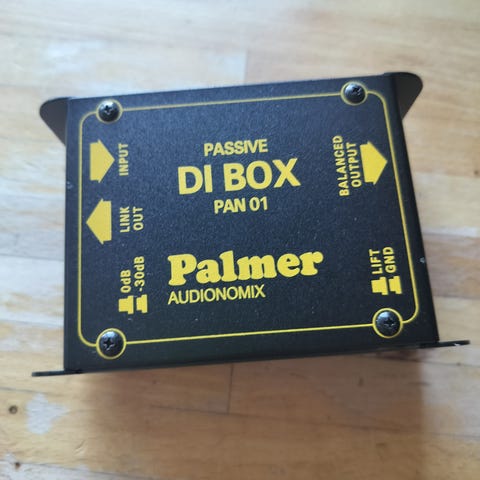 PASSIVE
DI BOX
PAN 01
INPUT
LINK
OUT
0dB
-30dB
BALANCED
OUTPUT
LIFT
GND
Palmer
AUDIONOMIX